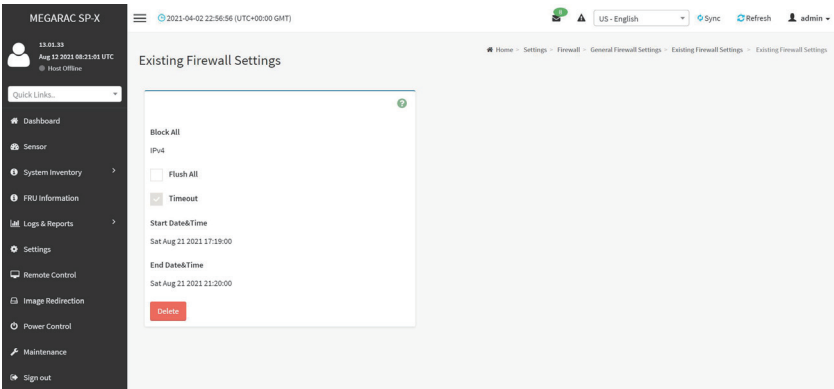 MEGARAC SP-X
2021-04-02 22:56:56 (UTC+00:00 GMT)
0
US - English
Sync
Refresh
admin
13.01.33
Aug 12 2021 08:21:01 UTC
Host Offline
Quick Links..
Dashboard
Sensor
System Inventory
FRU Information
Logs & Reports
Settings
Remote Control
Image Redirection
Power Control
Maintenance
Sign out
Existing Firewall Settings
Home > Settings > Firewall > General Firewall Settings > Existing Firewall Settings > Existing Firewall Settings
Block All
IPv4
Flush All
Timeout
Start Date&Time
Sat Aug 21 2021 17:19:00
End Date&Time
Sat Aug 21 2021 21:20:00
Delete